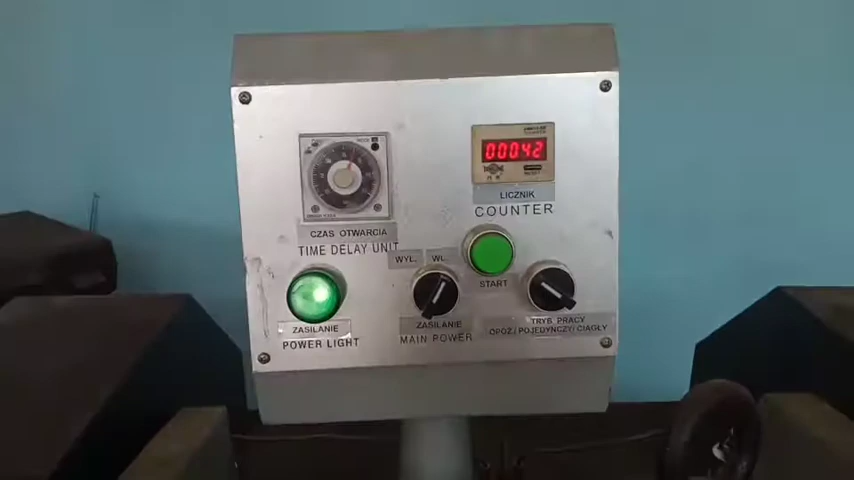 00042
RESET
LICZNIK
COUNTER
CZAS OTWARCIA
TIME DELAY UNIT
WYŁ. WŁ
START
ZASILANIE
POWER LIGHT
ZASILANIE
MAIN POWER
TRYB PRACY
OPÓŹ./POJEDYNCZY/CIĄGŁY